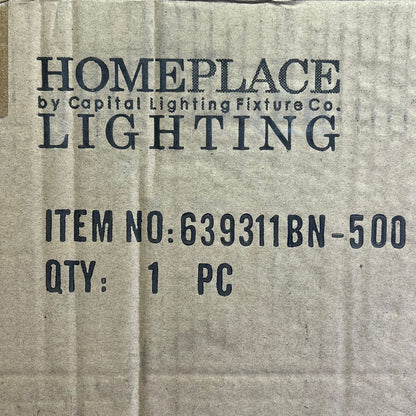 HOMEPLACE
by Capital Lighting Fixture Co.
LIGHTING
ITEM NO:639311BN-500
QTY: 1 PC